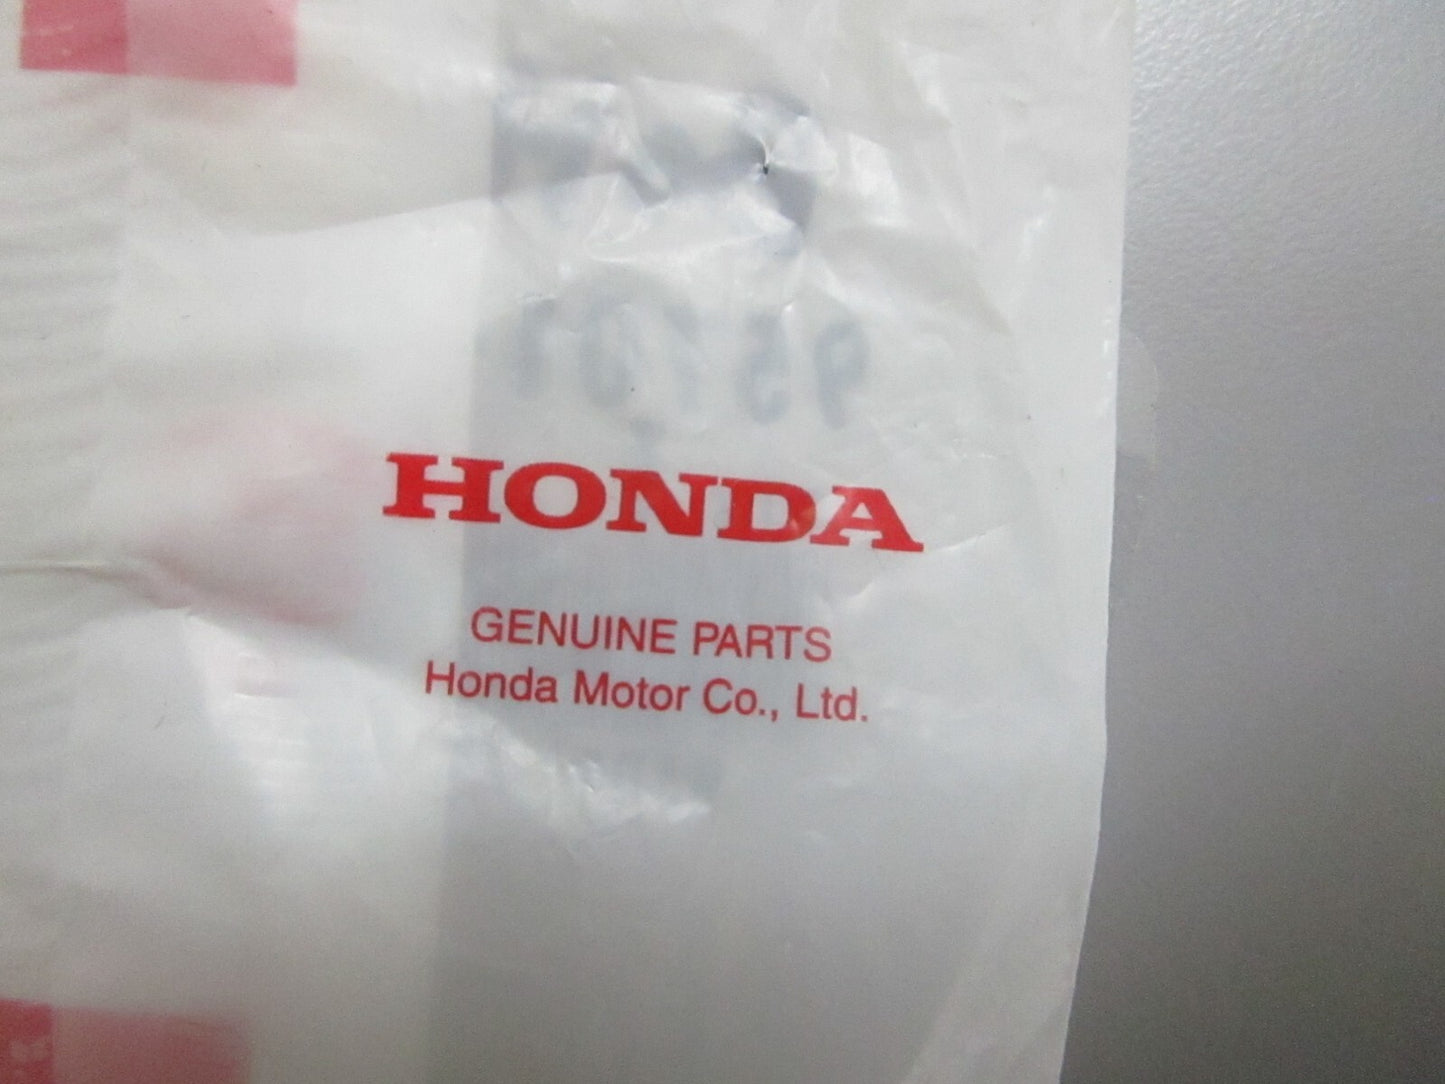 HONDA
GENUINE PARTS
Honda Motor Co., Ltd.